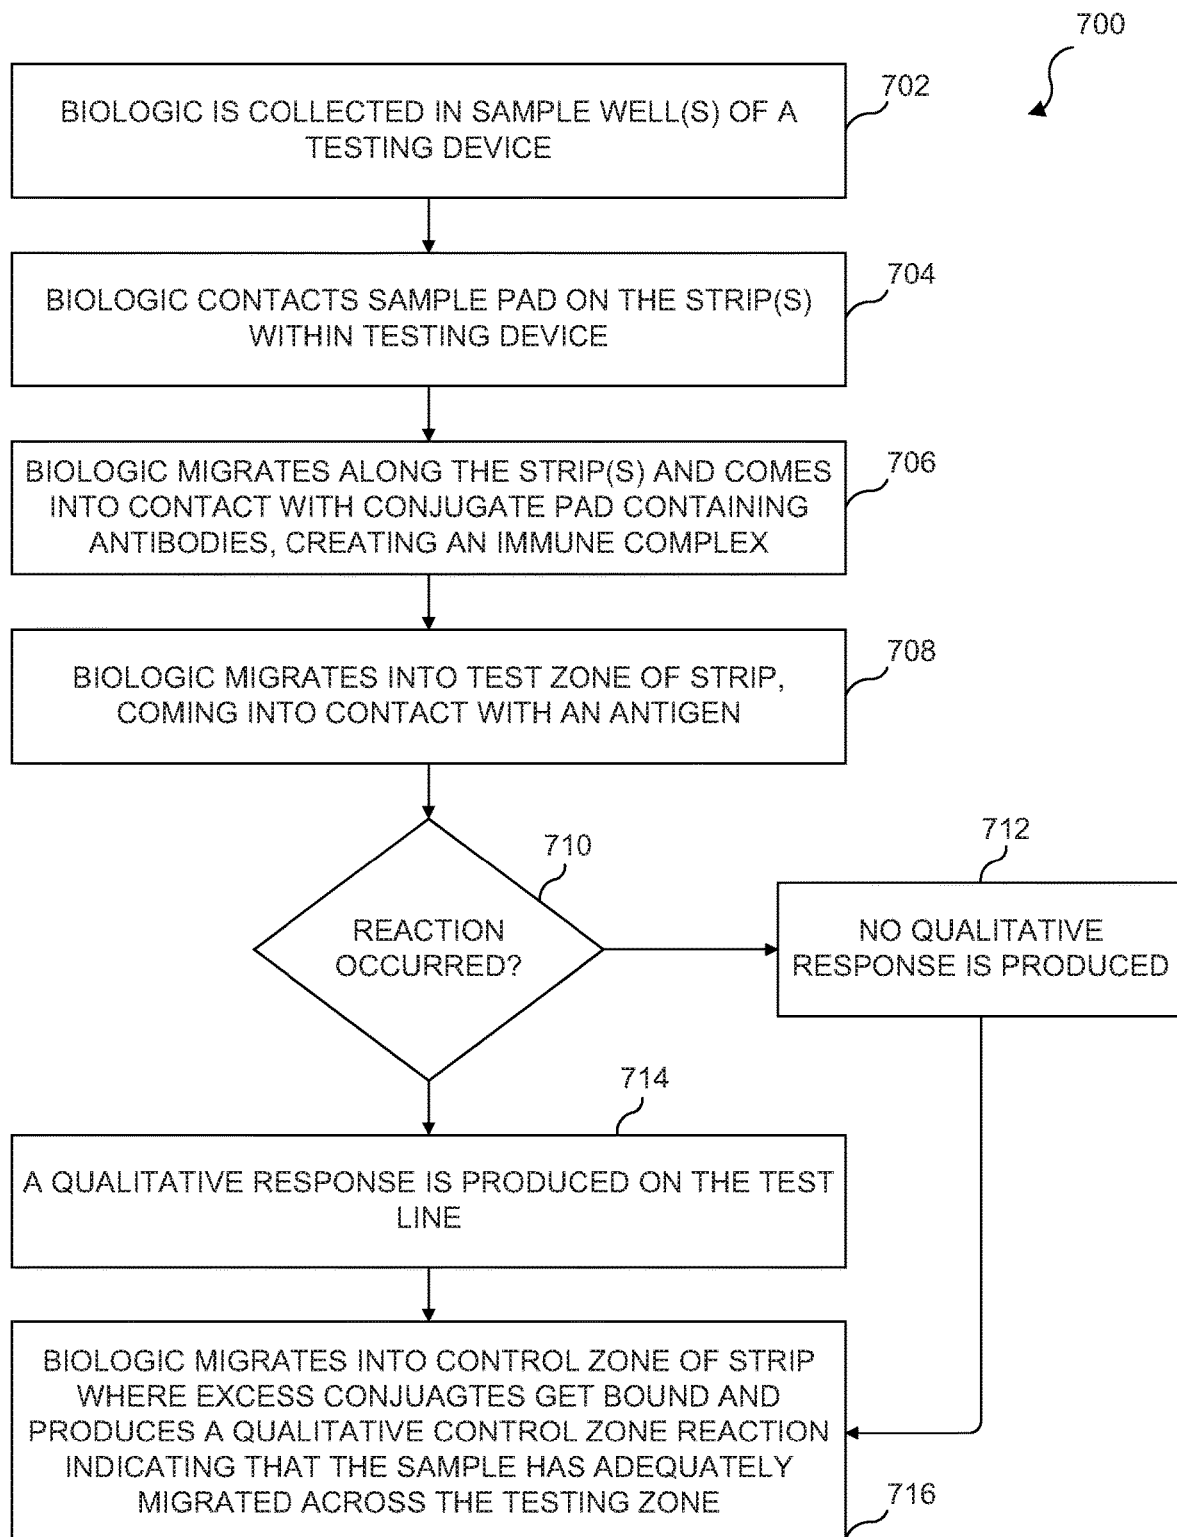 700
BIOLOGIC IS COLLECTED IN SAMPLE WELL(S) OF A
TESTING DEVICE
702
BIOLOGIC CONTACTS SAMPLE PAD ON THE STRIP(S)
WITHIN TESTING DEVICE
704
BIOLOGIC MIGRATES ALONG THE STRIP(S) AND COMES
INTO CONTACT WITH CONJUGATE PAD CONTAINING
ANTIBODIES, CREATING AN IMMUNE COMPLEX
706
BIOLOGIC MIGRATES INTO TEST ZONE OF STRIP,
COMING INTO CONTACT WITH AN ANTIGEN
708
REACTION
OCCURRED?
710
712
NO QUALITATIVE
RESPONSE IS PRODUCED
714
A QUALITATIVE RESPONSE IS PRODUCED ON THE TEST
LINE
BIOLOGIC MIGRATES INTO CONTROL ZONE OF STRIP
WHERE EXCESS CONJUAGTES GET BOUND AND
PRODUCES A QUALITATIVE CONTROL ZONE REACTION
INDICATING THAT THE SAMPLE HAS ADEQUATELY
MIGRATED ACROSS THE TESTING ZONE
716